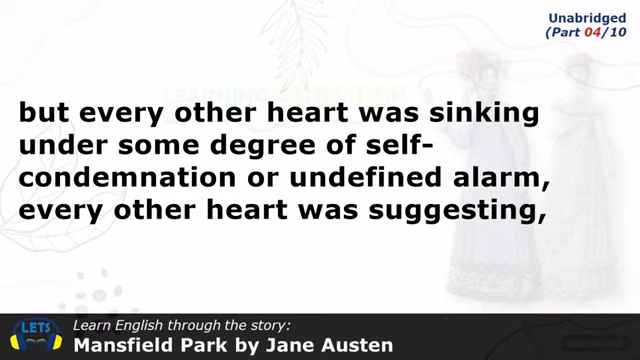 Unabridged
(Part 04/10
but every other heart was sinking
under some degree of self-
condemnation or undefined alarm,
every other heart was suggesting,
LETS
Learn English through the story:
Mansfield Park by Jane Austen